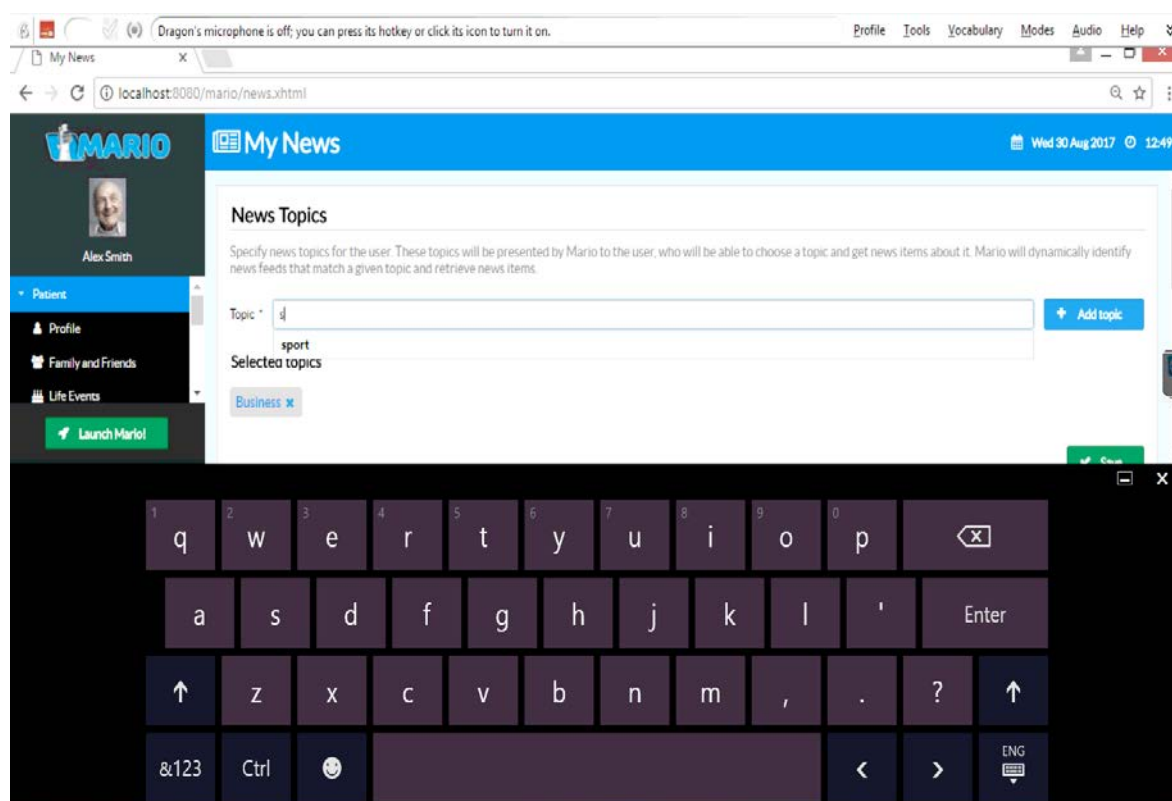 Dragon's microphone is off; you can press its hotkey or click its icon to turn it on. Profile Tools Vocabulary Modes Audio Help
My News
localhost:8080/mario/news.xhtml
MARIO My News Wed 30 Aug 2017 12:49
News Topics
Alex Smith
Specify news topics for the user. These topics will be presented by Mario to the user, who will be able to choose a topic and get news items about it. Mario will dynamically identify
news feeds that match a given topic and retrieve news items.
Patient
Topic * s Add topic
Profile
sport
Family and Friends
Selected topics
Life Events
Business
Launch Mario!
Save
1 q 2 w 3 e 4 r 5 t 6 y 7 u 8 i 9 o 0 p
a s d f g h j k l ' Enter
z x c v b n m , . ?
&123 Ctrl < > ENG